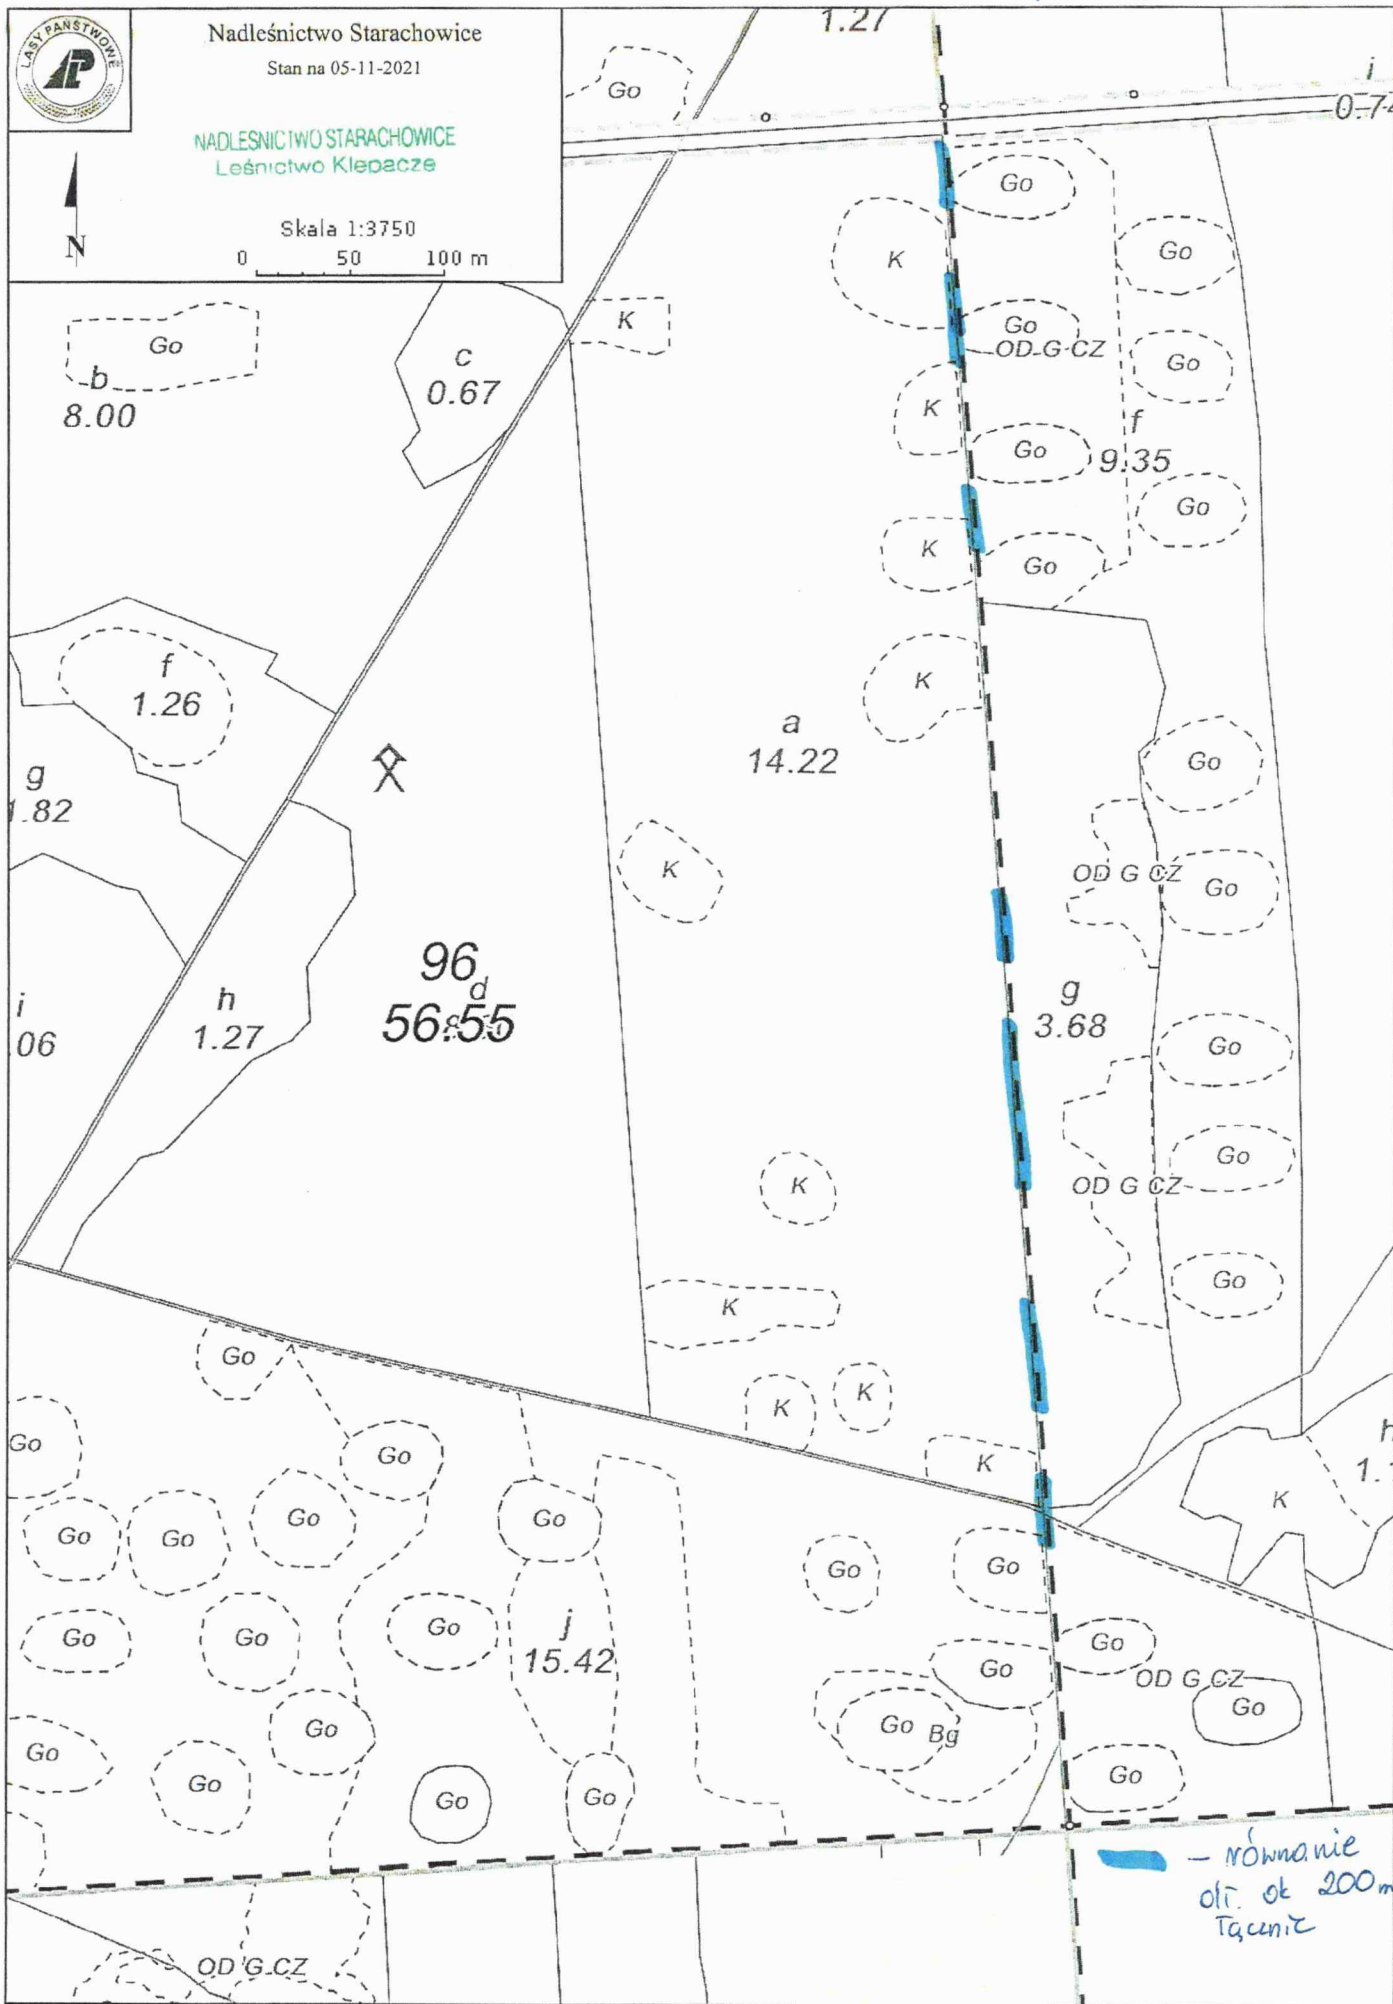 LASY PAŃSTWOWE
LP
Nadleśnictwo Starachowice
Stan na 05-11-2021
NADLEŚNICTWO STARACHOWICE
Leśnictwo Klepacze
N
Skala 1:3750
0 50 100 m
1.27
Go
i
0.74
Go
K
Go
Go
b
8.00
c
0.67
K
Go
OD G CZ
Go
K
f
9.35
Go
Go
K
Go
f
1.26
K
g
1.82
a
14.22
Go
K
OD G CZ
Go
96
d
56.55
i
.06
h
1.27
g
3.68
Go
K
OD G CZ
Go
K
Go
Go
K
K
K
h
1.1
K
Go
Go
Go
Go
Go
Go
Go
Go
Go
Go
Go
Go
j
15.42
Go
Go
OD G CZ
Go
Go
Go
Go
Go
Go
Go Bg
Go
– równanie
dł. ok 200m
łącznie
OD G CZ